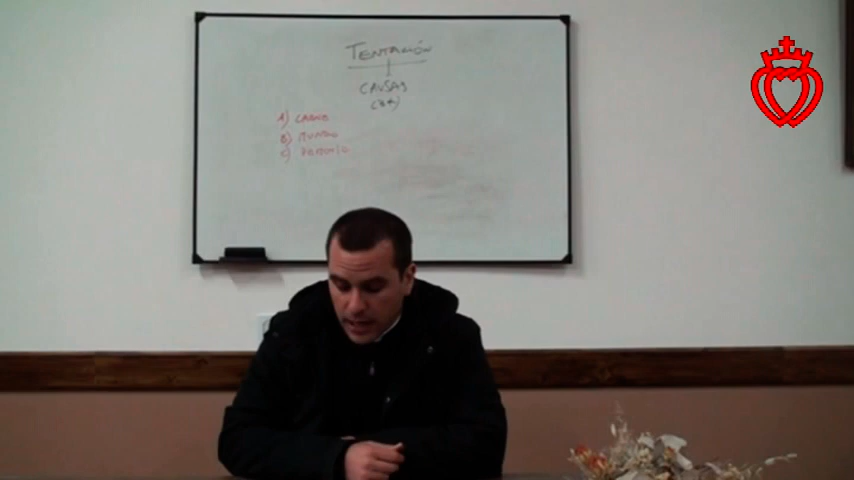 TENTACIÓN
CAUSAS
A) CARNE
B) MUNDO
C) DEMONIO